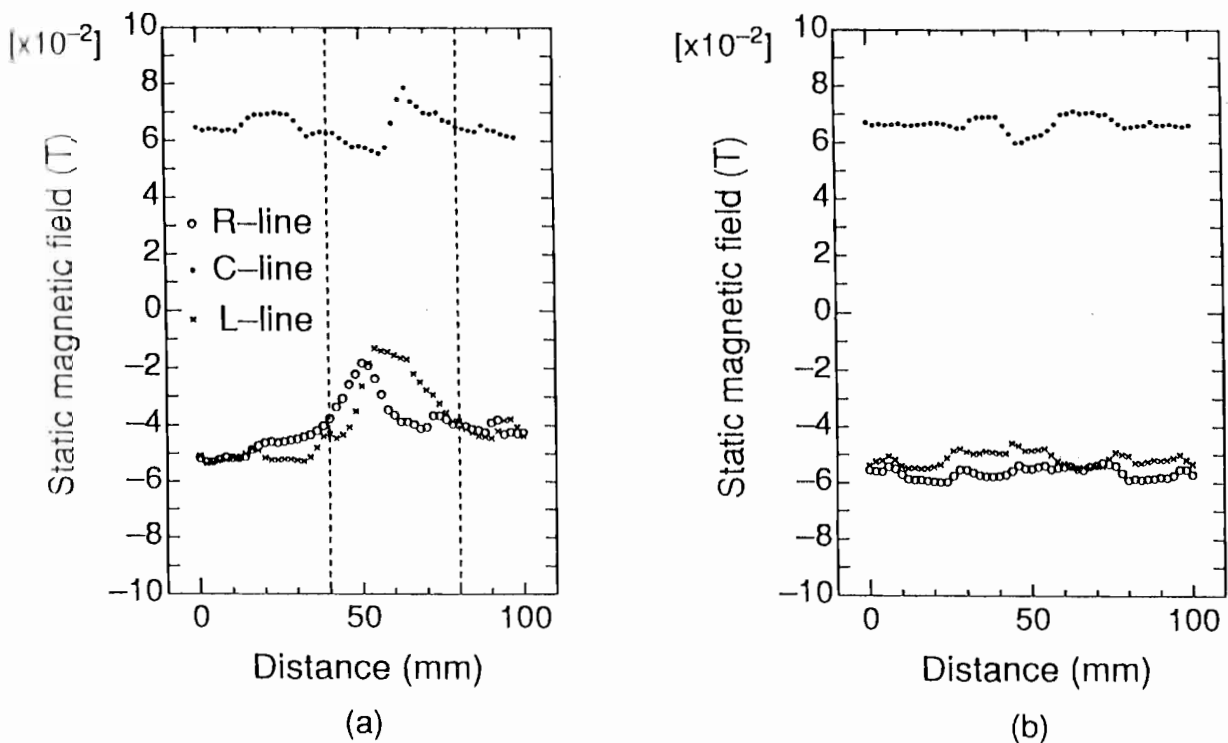 [x10⁻²]
Static magnetic field (T)
10
8
6
4
2
0
−2
−4
−6
−8
−10
R–line
C–line
L–line
0
50
100
Distance (mm)
(a)
[x10⁻²]
Static magnetic field (T)
10
8
6
4
2
0
−2
−4
−6
−8
−10
0
50
100
Distance (mm)
(b)